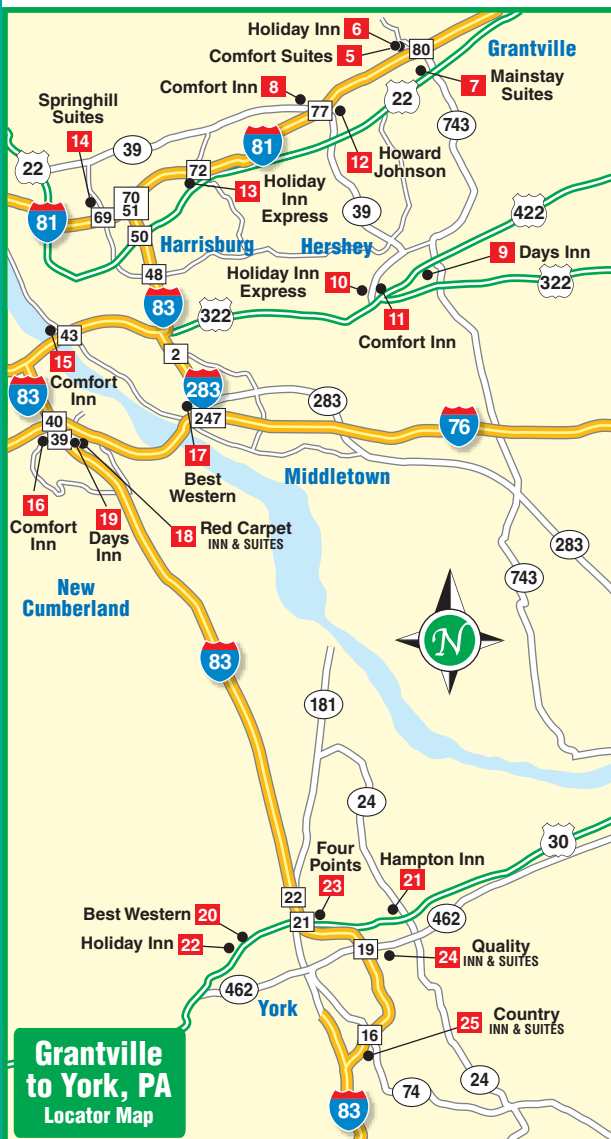 Holiday Inn 6
Comfort Suites 5
80
Grantville
7 Mainstay
Suites
Comfort Inn 8
22
77
743
Springhill
Suites
14
39
81
12 Howard
Johnson
22
72
13 Holiday
Inn
Express
39
70
51
81
69
50
Harrisburg
Hershey
422
48
9 Days Inn
Holiday Inn
Express
10
322
83
322
11
Comfort Inn
43
15
Comfort
Inn
2
83
283
283
40
247
76
39
17
Best
Western
Middletown
16
Comfort
Inn
19
Days
Inn
18 Red Carpet
INN & SUITES
283
New
Cumberland
743
N
83
181
24
30
Four
Points
23
Hampton Inn
21
22
Best Western 20
21
462
Holiday Inn 22
19
24 Quality
INN & SUITES
462
York
25 Country
INN & SUITES
16
Grantville
to York, PA
Locator Map
74
24
83